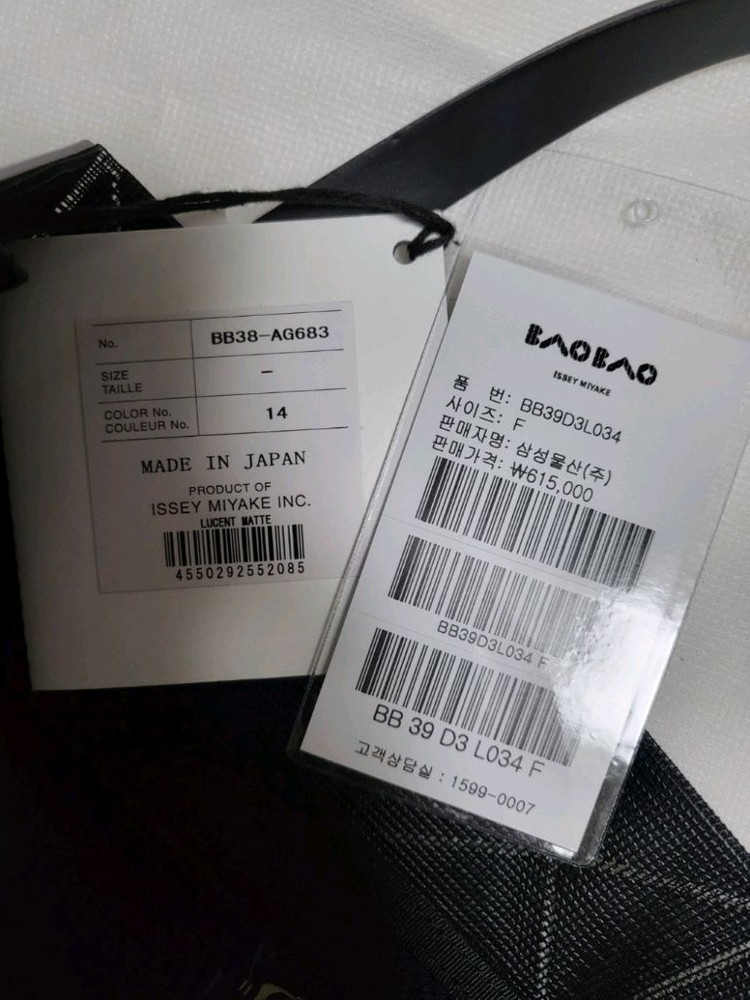 No. BB38-AG683
SIZE
TAILLE -
COLOR No.
COULEUR No. 14
MADE IN JAPAN
PRODUCT OF
ISSEY MIYAKE INC.
LUCENT MATTE
4550292552085
BAOBAO
ISSEY MIYAKE
품 번: BB39D3L034
사이즈: F
판매자명: 삼성물산(주)
판매가격: ₩615,000
BB39D3L034 F
BB 39 D3 L034 F
고객상담실 : 1599-0007